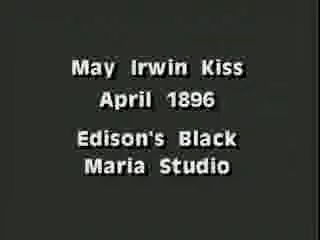 May Irwin Kiss
April 1896
Edison's Black
Maria Studio